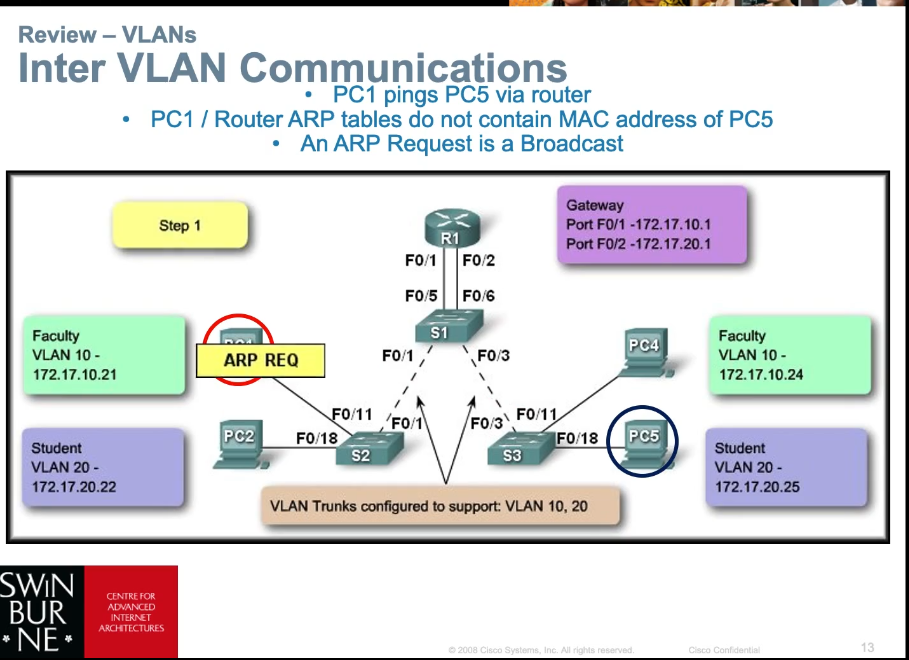 Review – VLANs
Inter VLAN Communications
• PC1 pings PC5 via router
• PC1 / Router ARP tables do not contain MAC address of PC5
• An ARP Request is a Broadcast
Step 1
Gateway
Port F0/1 -172.17.10.1
Port F0/2 -172.17.20.1
R1
F0/1 F0/2
F0/5 F0/6
S1
Faculty
VLAN 10 -
172.17.10.21
ARP REQ
F0/1 F0/3
PC4
Faculty
VLAN 10 -
172.17.10.24
F0/11 F0/1 F0/3 F0/11
Student
VLAN 20 -
172.17.20.22
PC2
F0/18
S2
S3
F0/18
PC5
Student
VLAN 20 -
172.17.20.25
VLAN Trunks configured to support: VLAN 10, 20
SWIN
BUR
* NE *
CENTRE FOR
ADVANCED
INTERNET
ARCHITECTURES
© 2008 Cisco Systems, Inc. All rights reserved.
Cisco Confidential
13